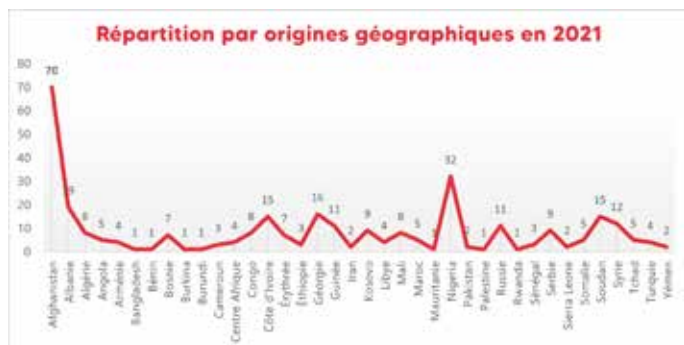 Répartition par origines géographiques en 2021
80
70
60
50
40
30
20
10
0
70
19
8
5
4
1
1
7
1
1
3
4
8
15
7
3
16
11
2
9
4
8
5
1
32
2
1
11
1
3
9
2
5
15
12
5
4
2
Afghanistan
Albanie
Algérie
Angola
Arménie
Bangladesh
Bénin
Bosnie
Burkina
Burundi
Cameroun
Centre Afrique
Congo
Côte d'Ivoire
Érythrée
Ethiopie
Géorgie
Guinée
Iran
Kosovo
Libye
Mali
Maroc
Mauritanie
Nigeria
Pakistan
Palestine
Russie
Rwanda
Sénégal
Serbie
Sierra Leone
Somalie
Soudan
Syrie
Tchad
Turquie
Yémen